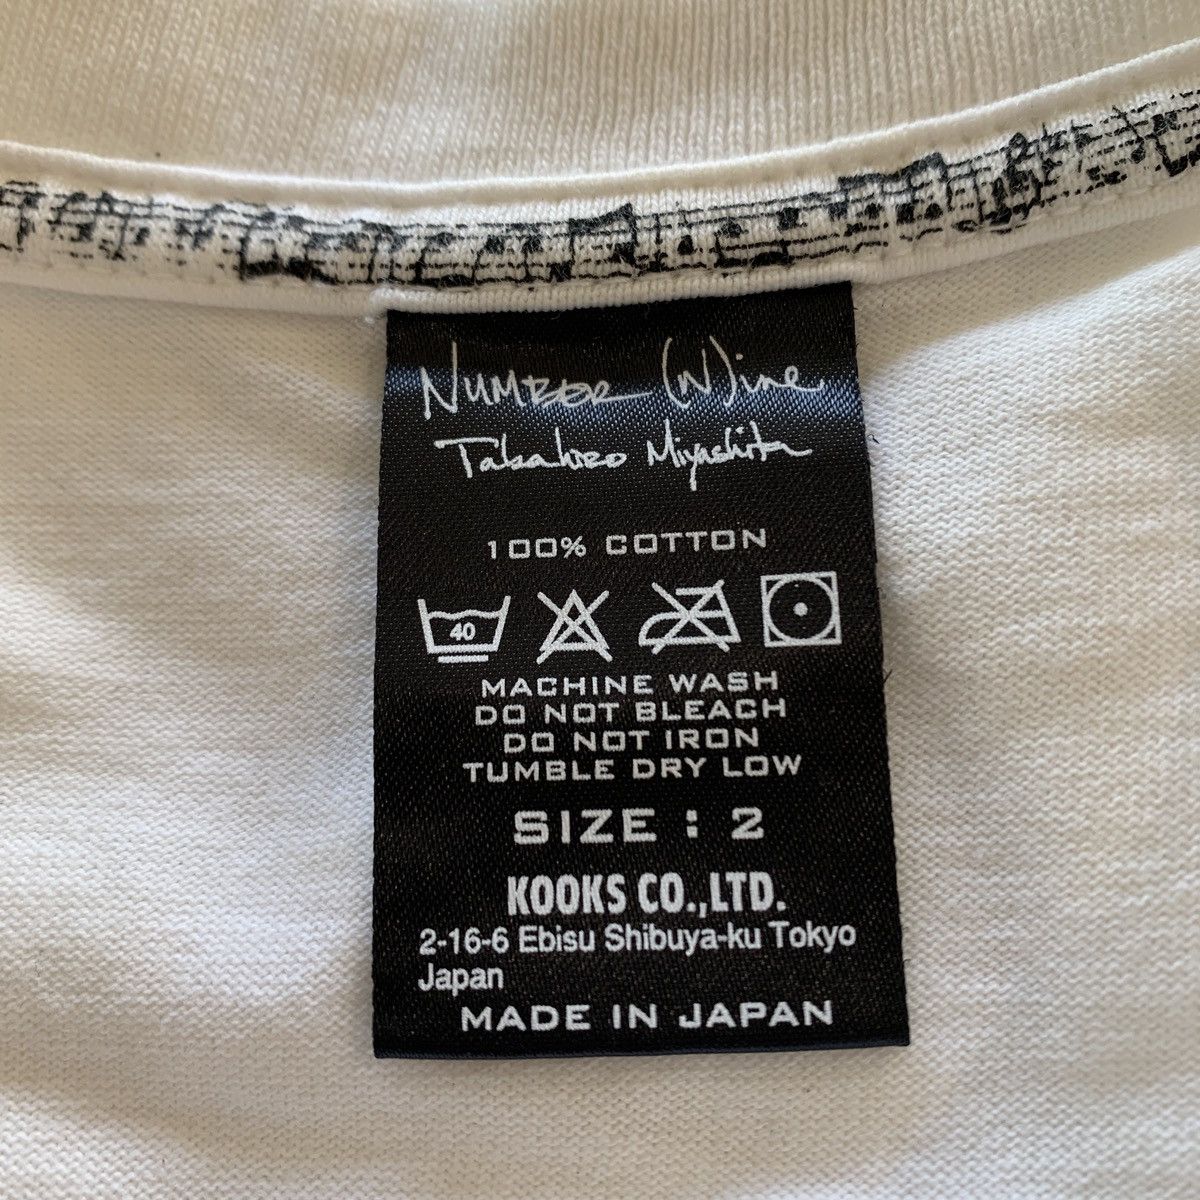 NUMBER (N)ine
Takahiro Miyashita
100% COTTON
40
MACHINE WASH
DO NOT BLEACH
DO NOT IRON
TUMBLE DRY LOW
SIZE : 2
KOOKS CO.,LTD.
2-16-6 Ebisu Shibuya-ku Tokyo
Japan
MADE IN JAPAN